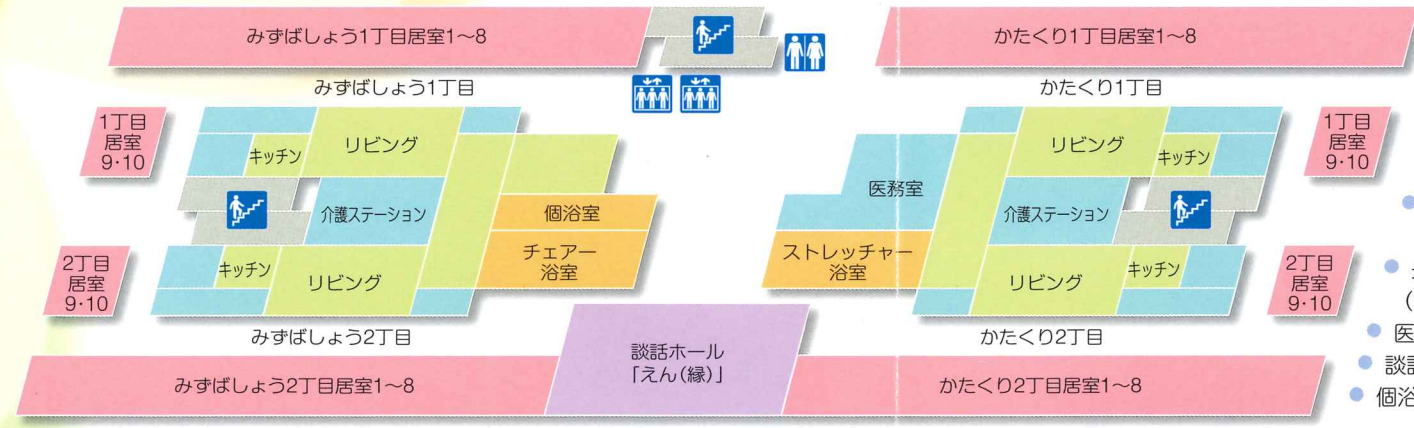 みずばしょう1丁目居室1〜8
かたくり1丁目居室1〜8
みずばしょう1丁目
かたくり1丁目
1丁目
居室
9・10
キッチン
リビング
介護ステーション
個浴室
チェアー
浴室
キッチン
リビング
2丁目
居室
9・10
みずばしょう2丁目
みずばしょう2丁目居室1〜8
談話ホール
「えん(縁)」
医務室
ストレッチャー
浴室
リビング
キッチン
介護ステーション
リビング
キッチン
1丁目
居室
9・10
2丁目
居室
9・10
かたくり2丁目
かたくり2丁目居室1〜8
(
医
談
個浴